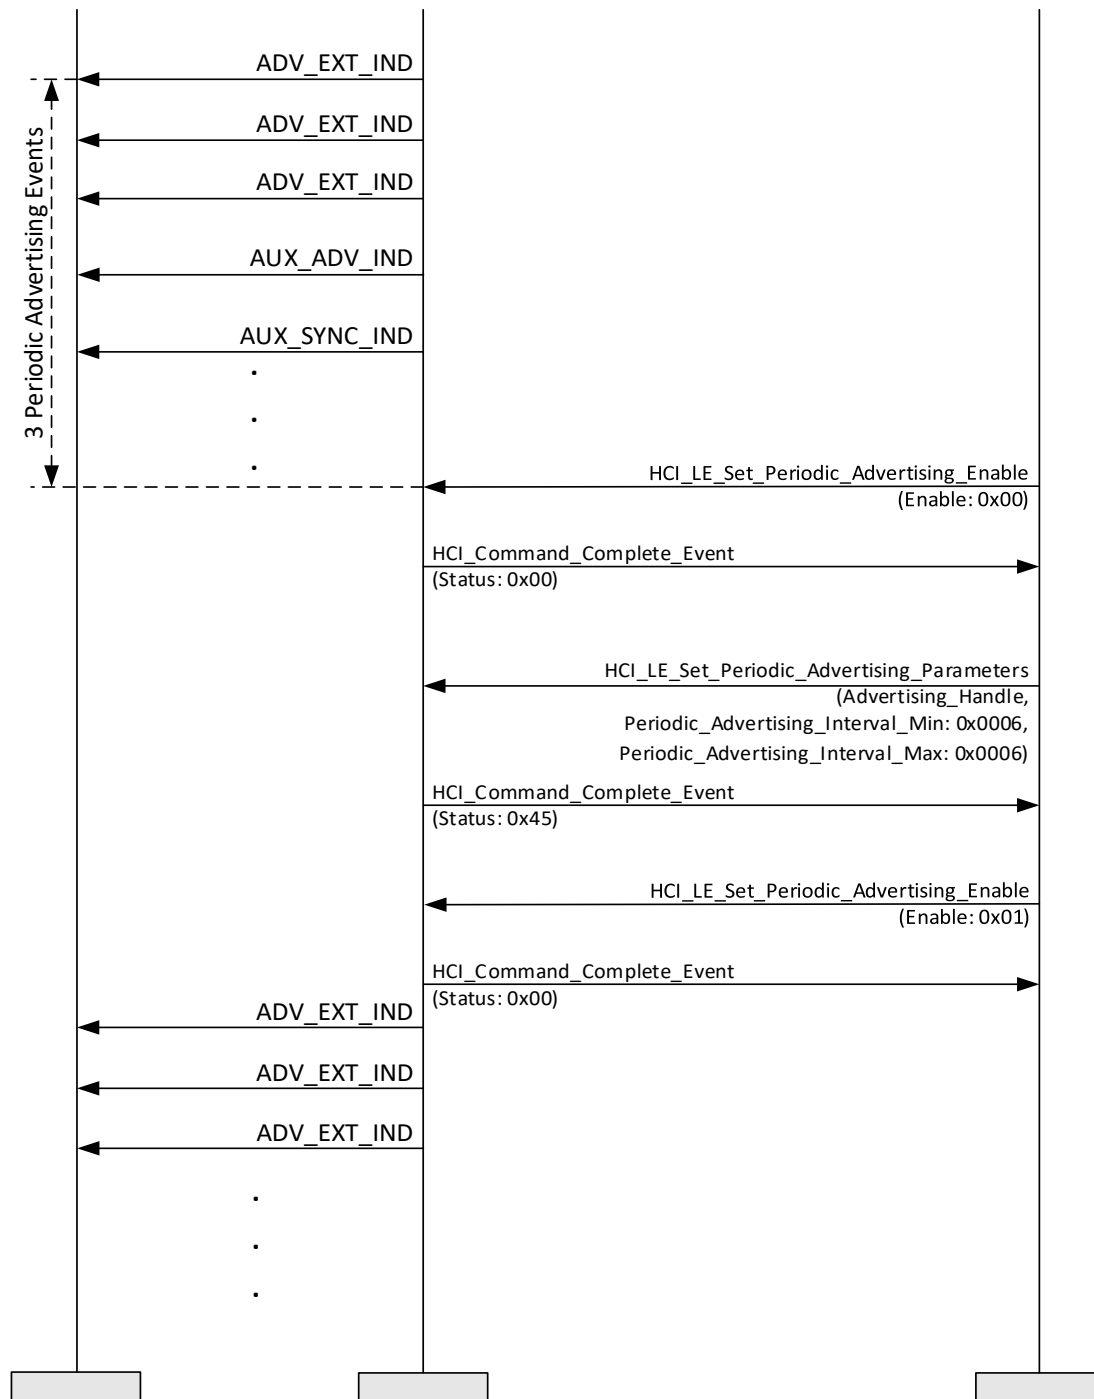 ADV_EXT_IND
3 Periodic Advertising Events
ADV_EXT_IND
ADV_EXT_IND
AUX_ADV_IND
AUX_SYNC_IND
HCI_LE_Set_Periodic_Advertising_Enable
(Enable: 0x00)
HCI_Command_Complete_Event
(Status: 0x00)
HCI_LE_Set_Periodic_Advertising_Parameters
(Advertising_Handle,
Periodic_Advertising_Interval_Min: 0x0006,
Periodic_Advertising_Interval_Max: 0x0006)
HCI_Command_Complete_Event
(Status: 0x45)
HCI_LE_Set_Periodic_Advertising_Enable
(Enable: 0x01)
HCI_Command_Complete_Event
(Status: 0x00)
ADV_EXT_IND
ADV_EXT_IND
ADV_EXT_IND